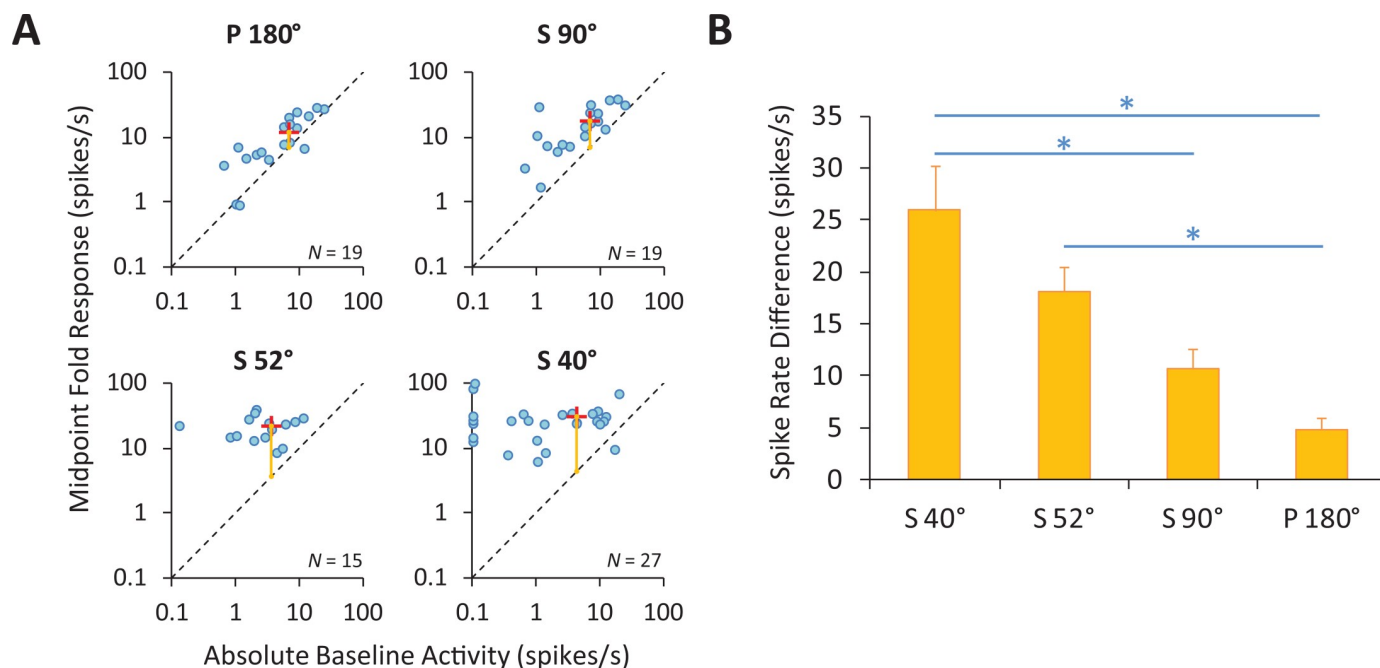 A
P 180°
S 90°
Midpoint Fold Response (spikes/s)
100
10
1
0.1
0.1 1 10 100
N = 19
100
10
1
0.1
0.1 1 10 100
N = 19
S 52°
S 40°
100
10
1
0.1
0.1 1 10 100
N = 15
100
10
1
0.1
0.1 1 10 100
N = 27
Absolute Baseline Activity (spikes/s)
B
Spike Rate Difference (spikes/s)
35
30
25
20
15
10
5
0
*
*
*
S 40° S 52° S 90° P 180°